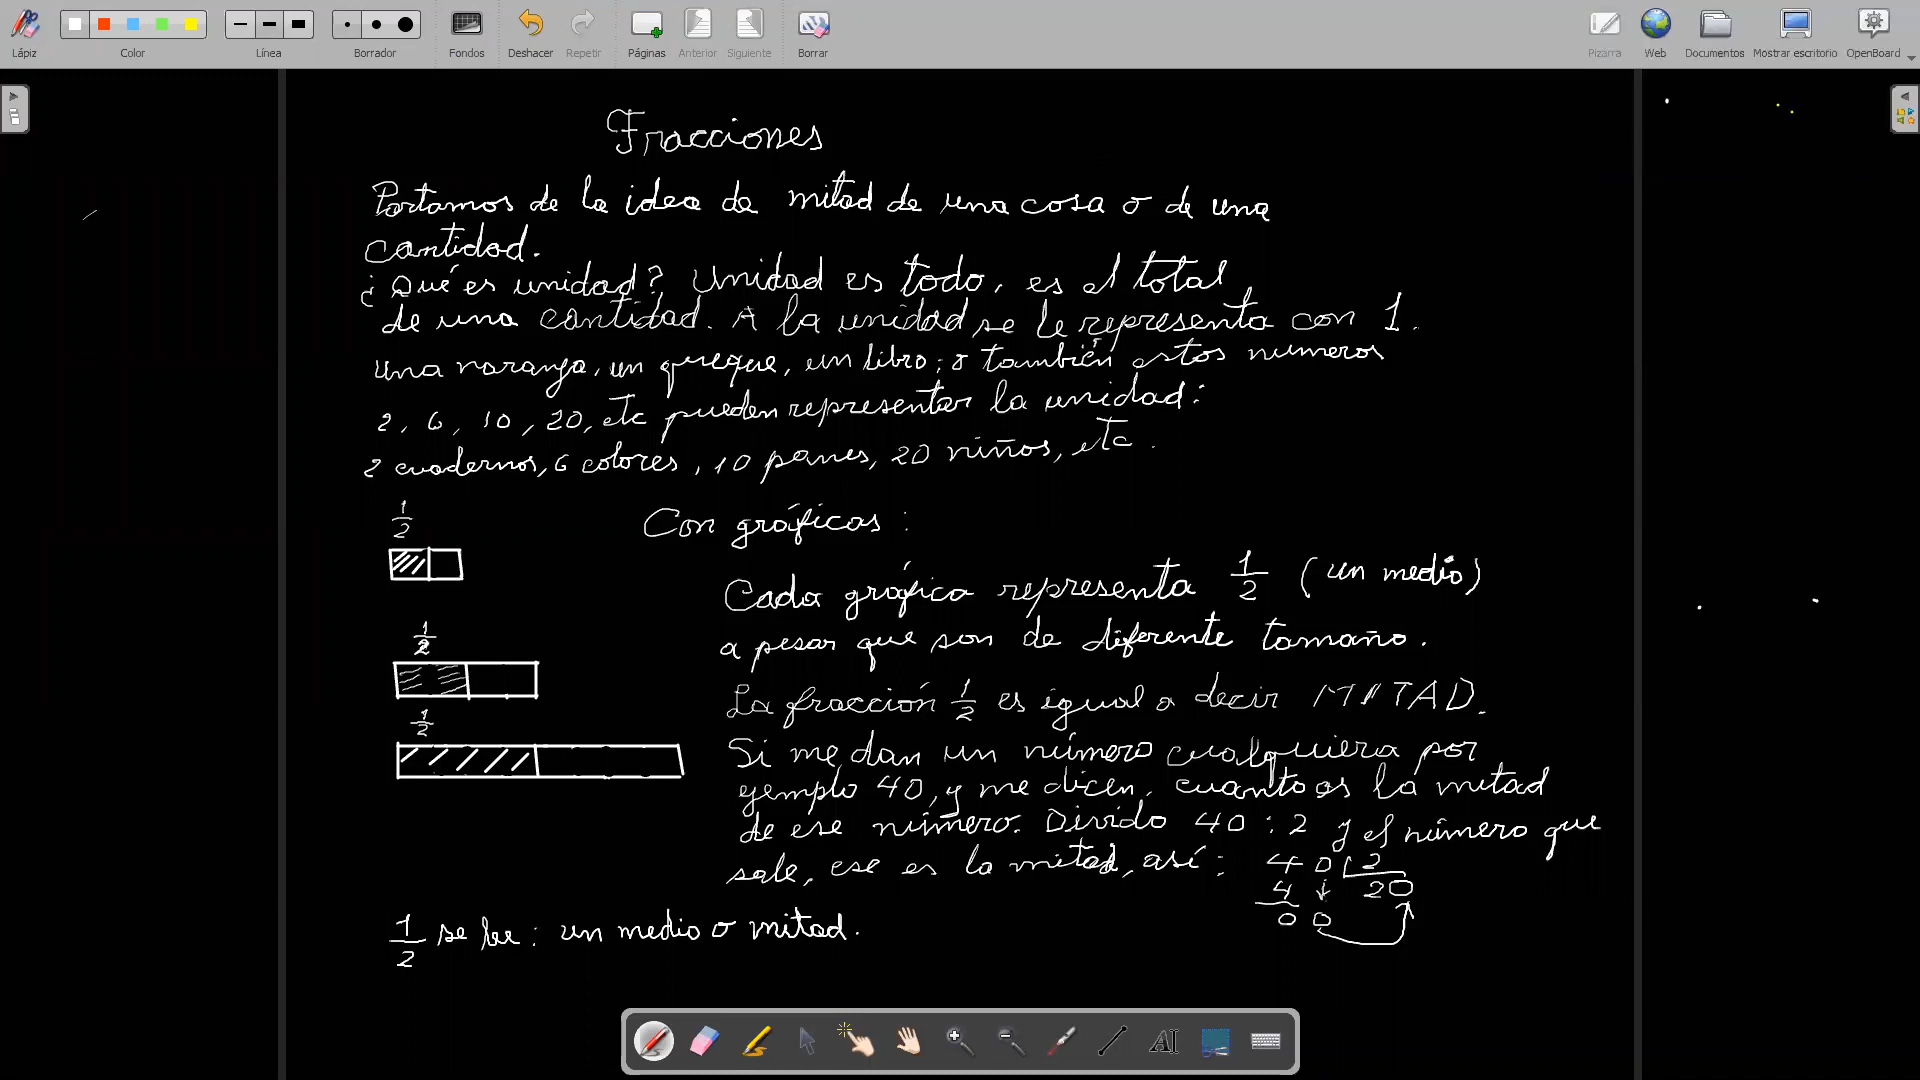 Lápiz
Color
Línea
Borrador
Fondos
Deshacer
Repetir
Páginas
Anterior
Siguiente
Borrar
Pizarra
Web
Documentos
Mostrar escritorio
OpenBoard
Fracciones
Partamos de la idea de mitad de una cosa o de una
cantidad.
¿Qué es unidad? Unidad es todo, es el total
de una cantidad. A la unidad se le representa con 1.
Una naranja, un queque, un libro; o también estos numeros
2, 6, 10, 20, etc pueden representar la unidad:
2 cuadernos, 6 colores, 10 panes, 20 niños, etc.
1/2
Con gráficas:
Cada gráfica representa 1/2 (un medio)
a pesar que son de diferente tamaño.
1/2
1/2
La fracción 1/2 es igual a decir MITAD.
Si me dan un número cualquiera por
ejemplo 40, y me dicen, cuanto es la mitad
de ese número. Divido 40 : 2 y el número que
sale, ese es la mitad, así:
40 2
4 20
0 0
1/2 se lee: un medio o mitad.
AI